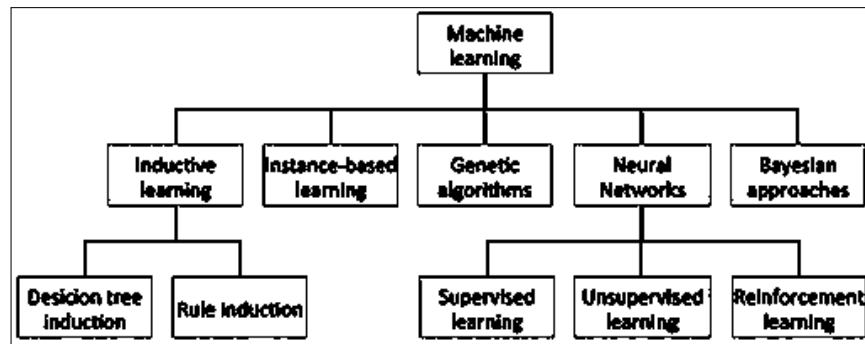 Machine
learning
Inductive
learning
Instance-based
learning
Genetic
algorithms
Neural
Networks
Bayesian
approaches
Desicion tree
induction
Rule induction
Supervised
learning
Unsupervised
learning
Reinforcement
learning